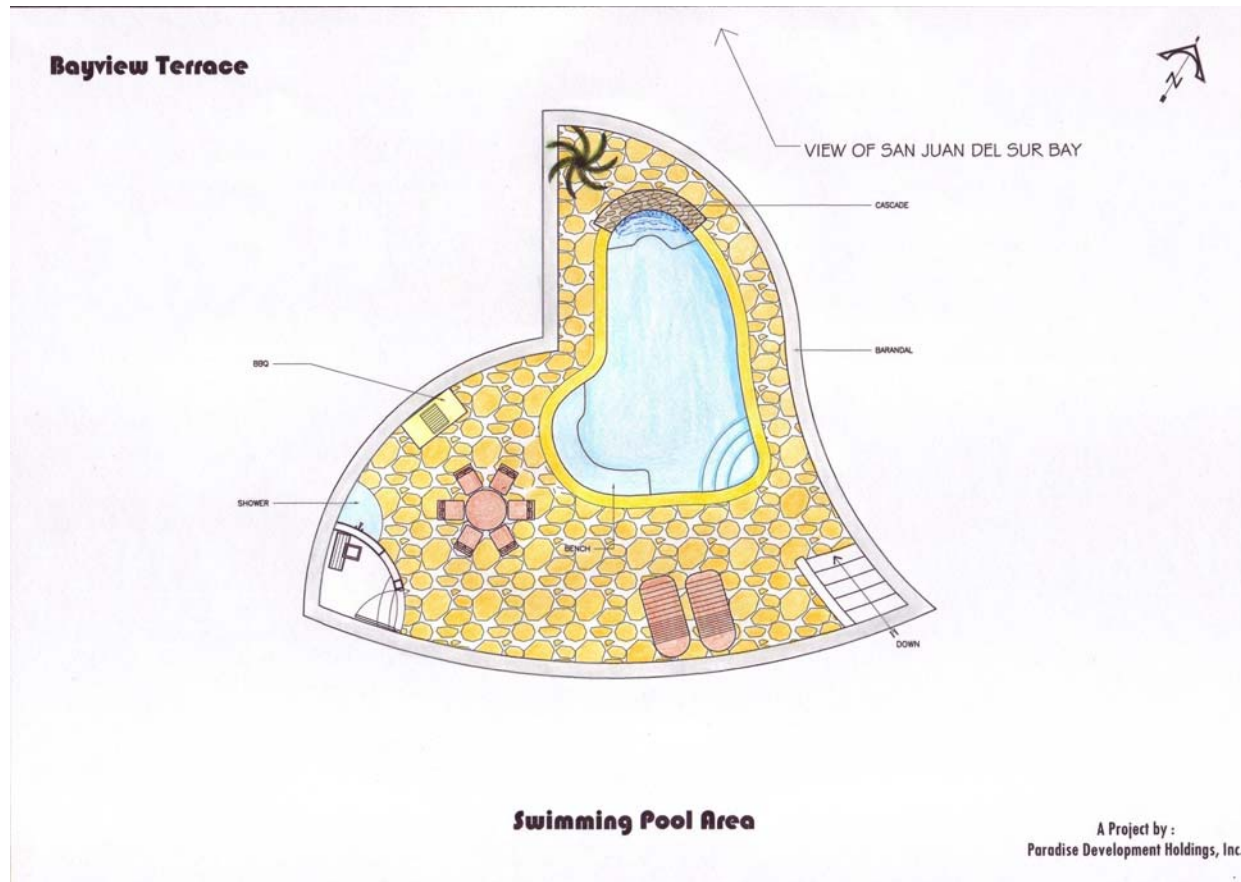 Bayview Terrace
N
VIEW OF SAN JUAN DEL SUR BAY
CASCADE
BARANDAL
BBQ
SHOWER
BENCH
DOWN
Swimming Pool Area
A Project by :
Paradise Development Holdings, Inc.